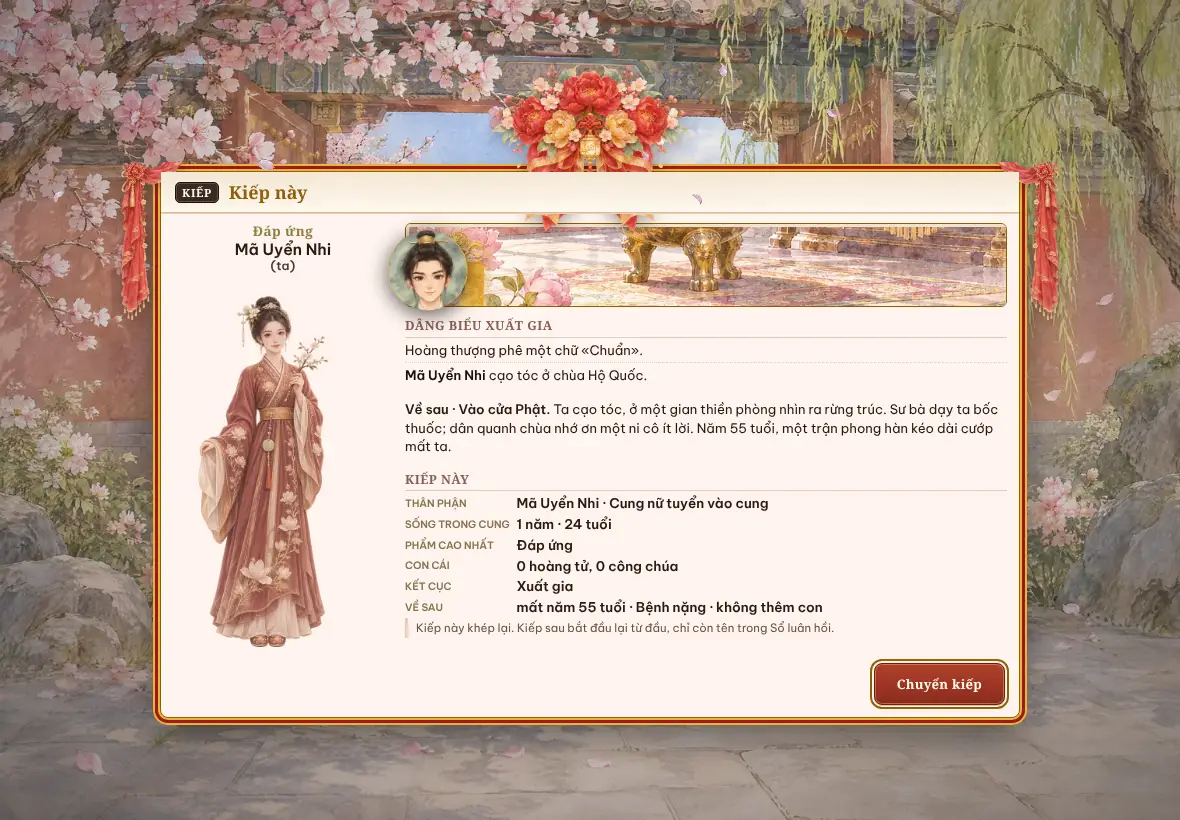 KIẾP Kiếp này
Đáp ứng
Mã Uyển Nhi
(ta)
DÂNG BIỂU XUẤT GIA
Hoàng thượng phê một chữ «Chuẩn».
Mã Uyển Nhi cạo tóc ở chùa Hộ Quốc.
Về sau · Vào cửa Phật. Ta cạo tóc, ở một gian thiền phòng nhìn ra rừng trúc. Sư bà dạy ta bốc
thuốc; dân quanh chùa nhớ ơn một ni cô ít lời. Năm 55 tuổi, một trận phong hàn kéo dài cướp
mất ta.
KIẾP NÀY
THÂN PHẬN Mã Uyển Nhi · Cung nữ tuyển vào cung
SỐNG TRONG CUNG 1 năm · 24 tuổi
PHẨM CAO NHẤT Đáp ứng
CON CÁI 0 hoàng tử, 0 công chúa
KẾT CỤC Xuất gia
VỀ SAU mất năm 55 tuổi · Bệnh nặng · không thêm con
Kiếp này khép lại. Kiếp sau bắt đầu lại từ đầu, chỉ còn tên trong Sổ luân hồi.
Chuyển kiếp